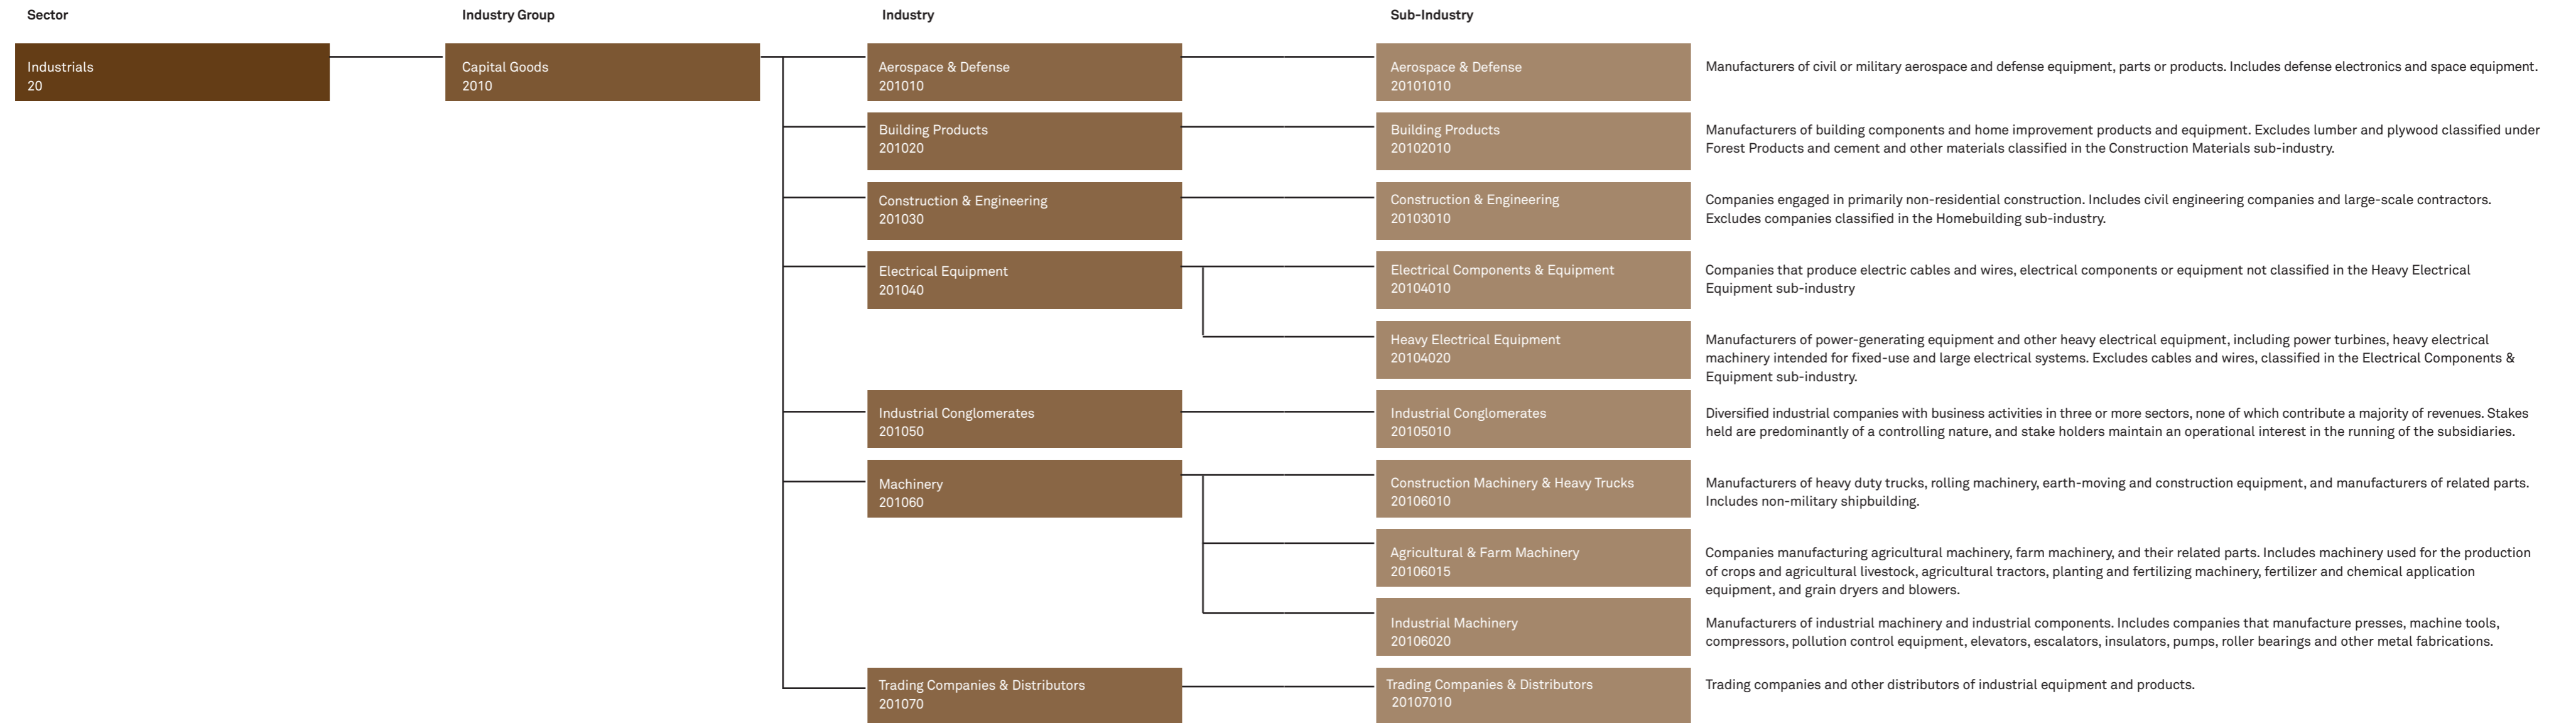 Sector
Industry Group
Industry
Sub-Industry
Industrials
20
Capital Goods
2010
Aerospace & Defense
201010
Aerospace & Defense
20101010
Manufacturers of civil or military aerospace and defense equipment, parts or products. Includes defense electronics and space equipment.
Building Products
201020
Building Products
20102010
Manufacturers of building components and home improvement products and equipment. Excludes lumber and plywood classified under
Forest Products and cement and other materials classified in the Construction Materials sub-industry.
Construction & Engineering
201030
Construction & Engineering
20103010
Companies engaged in primarily non-residential construction. Includes civil engineering companies and large-scale contractors.
Excludes companies classified in the Homebuilding sub-industry.
Electrical Equipment
201040
Electrical Components & Equipment
20104010
Companies that produce electric cables and wires, electrical components or equipment not classified in the Heavy Electrical
Equipment sub-industry
Heavy Electrical Equipment
20104020
Manufacturers of power-generating equipment and other heavy electrical equipment, including power turbines, heavy electrical
machinery intended for fixed-use and large electrical systems. Excludes cables and wires, classified in the Electrical Components &
Equipment sub-industry.
Industrial Conglomerates
201050
Industrial Conglomerates
20105010
Diversified industrial companies with business activities in three or more sectors, none of which contribute a majority of revenues. Stakes
held are predominantly of a controlling nature, and stake holders maintain an operational interest in the running of the subsidiaries.
Machinery
201060
Construction Machinery & Heavy Trucks
20106010
Manufacturers of heavy duty trucks, rolling machinery, earth-moving and construction equipment, and manufacturers of related parts.
Includes non-military shipbuilding.
Agricultural & Farm Machinery
20106015
Companies manufacturing agricultural machinery, farm machinery, and their related parts. Includes machinery used for the production
of crops and agricultural livestock, agricultural tractors, planting and fertilizing machinery, fertilizer and chemical application
equipment, and grain dryers and blowers.
Industrial Machinery
20106020
Manufacturers of industrial machinery and industrial components. Includes companies that manufacture presses, machine tools,
compressors, pollution control equipment, elevators, escalators, insulators, pumps, roller bearings and other metal fabrications.
Trading Companies & Distributors
201070
Trading Companies & Distributors
20107010
Trading companies and other distributors of industrial equipment and products.